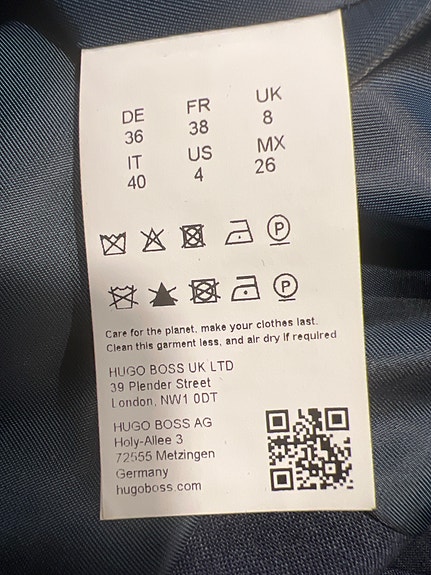 DE FR UK
36 38 8
IT US MX
40 4 26
P
P
Care for the planet, make your clothes last.
Clean this garment less, and air dry if required
HUGO BOSS UK LTD
39 Plender Street
London, NW1 0DT
HUGO BOSS AG
Holy-Allee 3
72555 Metzingen
Germany
hugoboss.com